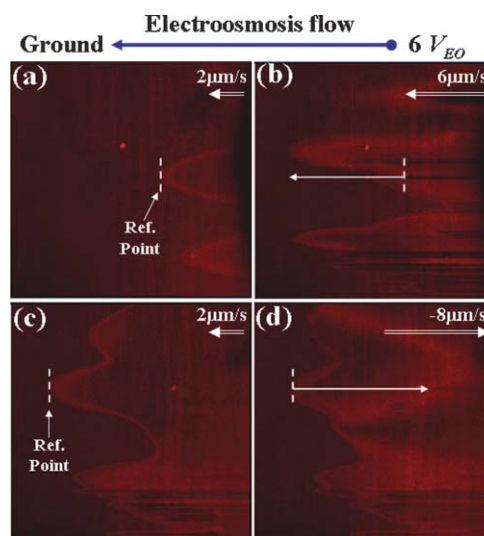 Electroosmosis flow
Ground 6 V_EO
(a) 2μm/s
Ref.
Point
(b) 6μm/s
(c) 2μm/s
Ref.
Point
(d) -8μm/s